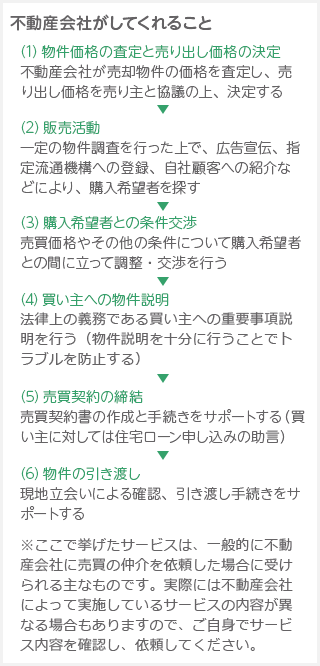 不動産会社がしてくれること
(1) 物件価格の査定と売り出し価格の決定
不動産会社が売却物件の価格を査定し、売
り出し価格を売り主と協議の上、決定する
(2) 販売活動
一定の物件調査を行った上で、広告宣伝、指
定流通機構への登録、自社顧客への紹介な
どにより、購入希望者を探す
(3) 購入希望者との条件交渉
売買価格やその他の条件について購入希望者
との間に立って調整・交渉を行う
(4) 買い主への物件説明
法律上の義務である買い主への重要事項説
明を行う（物件説明を十分に行うことでト
ラブルを防止する）
(5) 売買契約の締結
売買契約書の作成と手続きをサポートする（買
い主に対しては住宅ローン申し込みの助言）
(6) 物件の引き渡し
現地立会いによる確認、引き渡し手続きをサ
ポートする
※ここで挙げたサービスは、一般的に不動
産会社に売買の仲介を依頼した場合に受け
られる主なものです。実際には不動産会社
によって実施しているサービスの内容が異
なる場合もありますので、ご自身でサービ
ス内容を確認し、依頼してください。